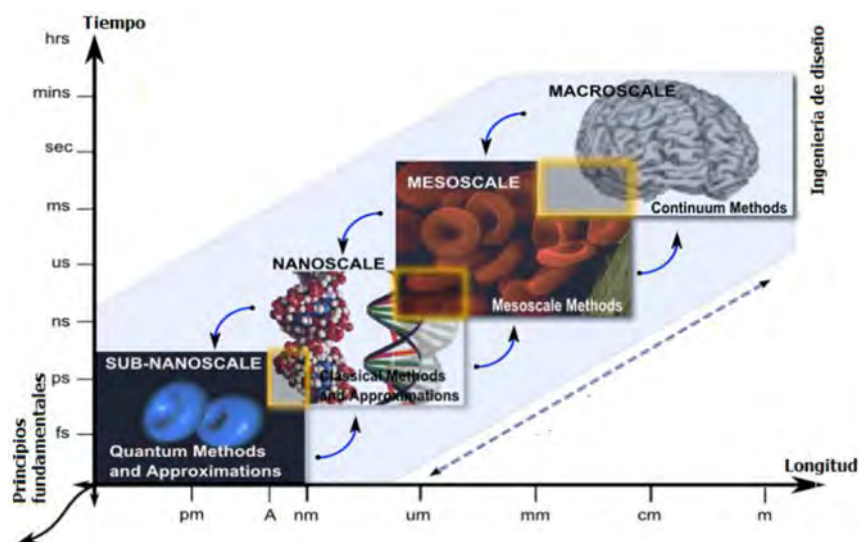 Tiempo
hrs
mins
sec
ms
us
ns
ps
fs
MACROSCALE
Continuum Methods
MESOSCALE
Mesoscale Methods
NANOSCALE
Classical Methods
and Approximations
SUB-NANOSCALE
Quantum Methods
and Approximations
Ingeniería de diseño
Principios
fundamentales
Longitud
pm
A
nm
um
mm
cm
m